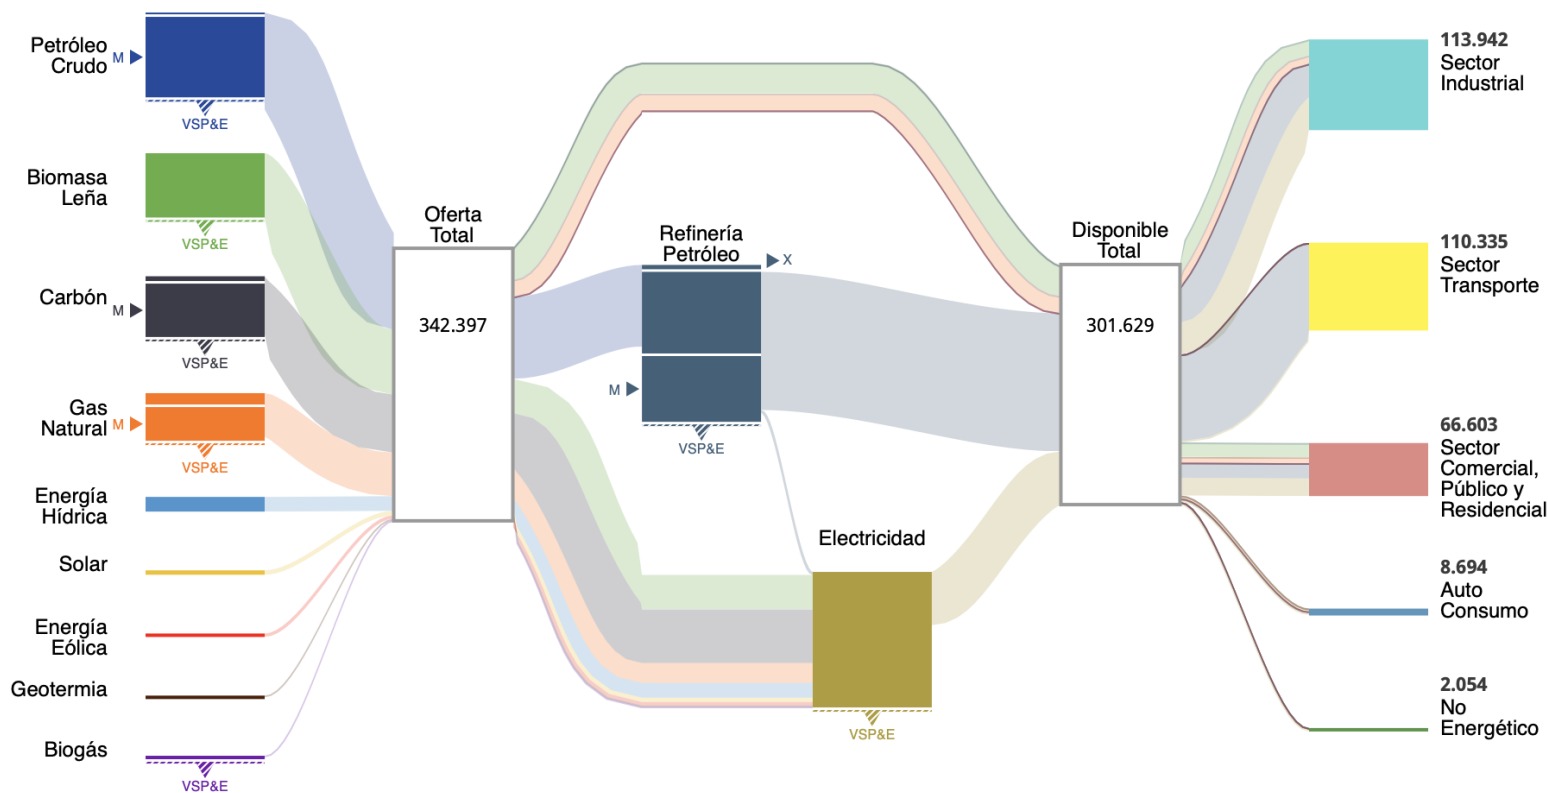 Petróleo
Crudo
M
VSP&E
Biomasa
Leña
VSP&E
Carbón
M
VSP&E
Gas
Natural
M
VSP&E
Energía
Hídrica
Solar
Energía
Eólica
Geotermia
Biogás
VSP&E
Oferta
Total
342.397
Refinería
Petróleo
X
M
VSP&E
Electricidad
VSP&E
Disponible
Total
301.629
113.942
Sector
Industrial
110.335
Sector
Transporte
66.603
Sector
Comercial,
Público y
Residencial
8.694
Auto
Consumo
2.054
No
Energético